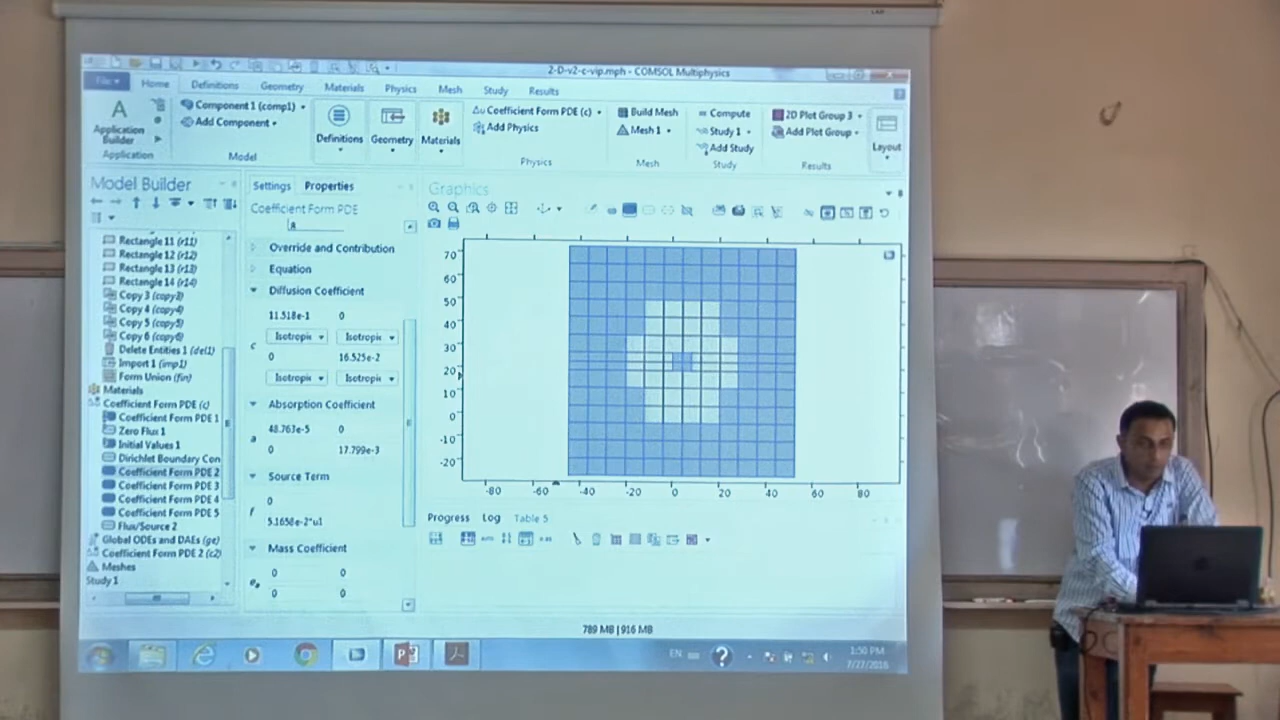 2-D-v2-c-vip.mph - COMSOL Multiphysics
File
Home
Definitions
Geometry
Materials
Physics
Mesh
Study
Results
Application Builder
Application
Component 1 (comp1)
Add Component
Model
Definitions
Geometry
Materials
Δu Coefficient Form PDE (c)
Add Physics
Physics
Build Mesh
Mesh 1
Mesh
= Compute
Study 1
Add Study
Study
2D Plot Group 3
Add Plot Group
Results
Layout
Model Builder
Rectangle 11 (r11)
Rectangle 12 (r12)
Rectangle 13 (r13)
Rectangle 14 (r14)
Copy 3 (copy3)
Copy 4 (copy4)
Copy 5 (copy5)
Copy 6 (copy6)
Delete Entities 1 (del1)
Import 1 (imp1)
Form Union (fin)
Materials
Coefficient Form PDE (c)
Coefficient Form PDE 1
Zero Flux 1
Initial Values 1
Dirichlet Boundary Con
Coefficient Form PDE 2
Coefficient Form PDE 3
Coefficient Form PDE 4
Coefficient Form PDE 5
Flux/Source 2
Global ODEs and DAEs (ge)
Coefficient Form PDE 2 (c2)
Meshes
Study 1
Settings
Properties
Coefficient Form PDE
Override and Contribution
Equation
Diffusion Coefficient
11.518e-1 0
c
Isotropic Isotropic
0 16.525e-2
Isotropic Isotropic
Absorption Coefficient
48.763e-5 0
a
0 17.799e-3
Source Term
0
f
5.1658e-2*u1
Mass Coefficient
0 0
0 0
Graphics
70
60
50
40
30
20
10
0
-10
-20
-80 -60 -40 -20 0 20 40 60 80
Progress
Log
Table 5
789 MB | 916 MB
EN
1:50 PM
7/27/2016